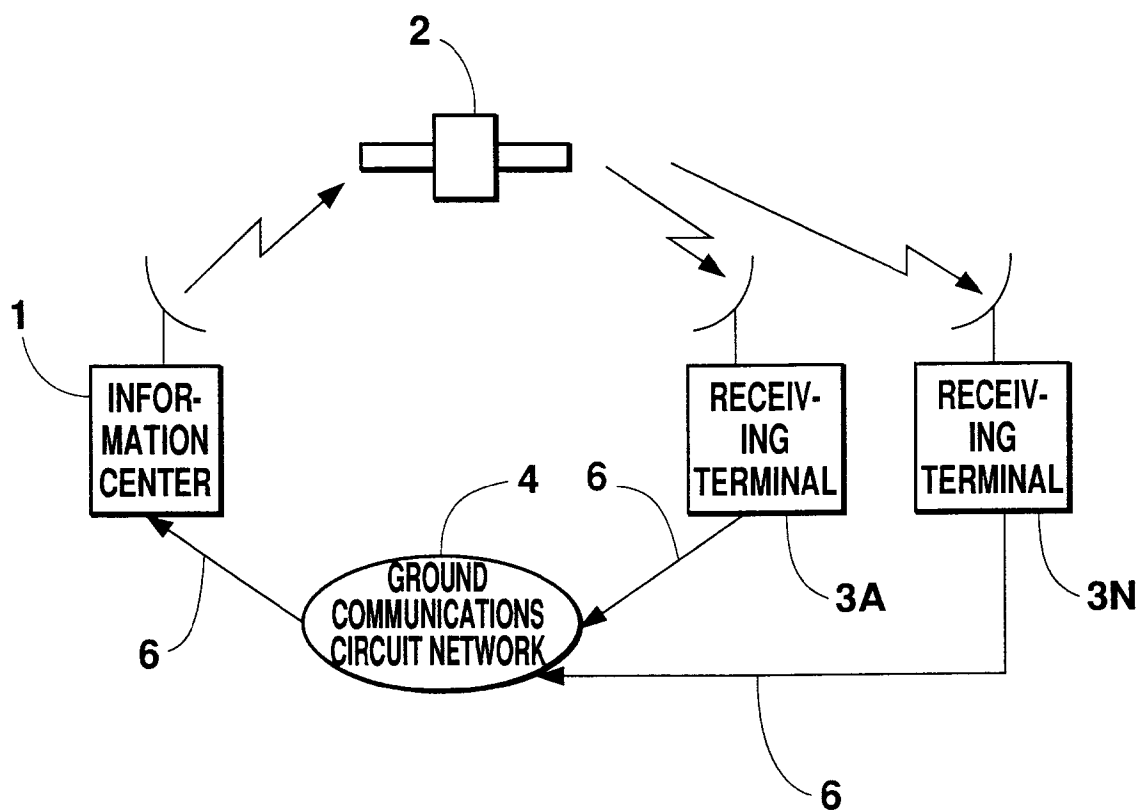 2
1
INFOR-
MATION
CENTER
RECEIV-
ING
TERMINAL
RECEIV-
ING
TERMINAL
4
6
3A
3N
GROUND
COMMUNICATIONS
CIRCUIT NETWORK
6
6